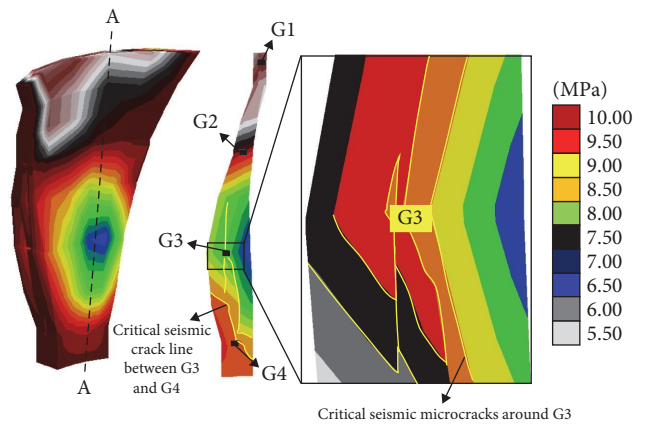 A
G1
G2
G3
G3
G4
Critical seismic
crack line
between G3
and G4
A
Critical seismic microcracks around G3
(MPa)
10.00
9.50
9.00
8.50
8.00
7.50
7.00
6.50
6.00
5.50